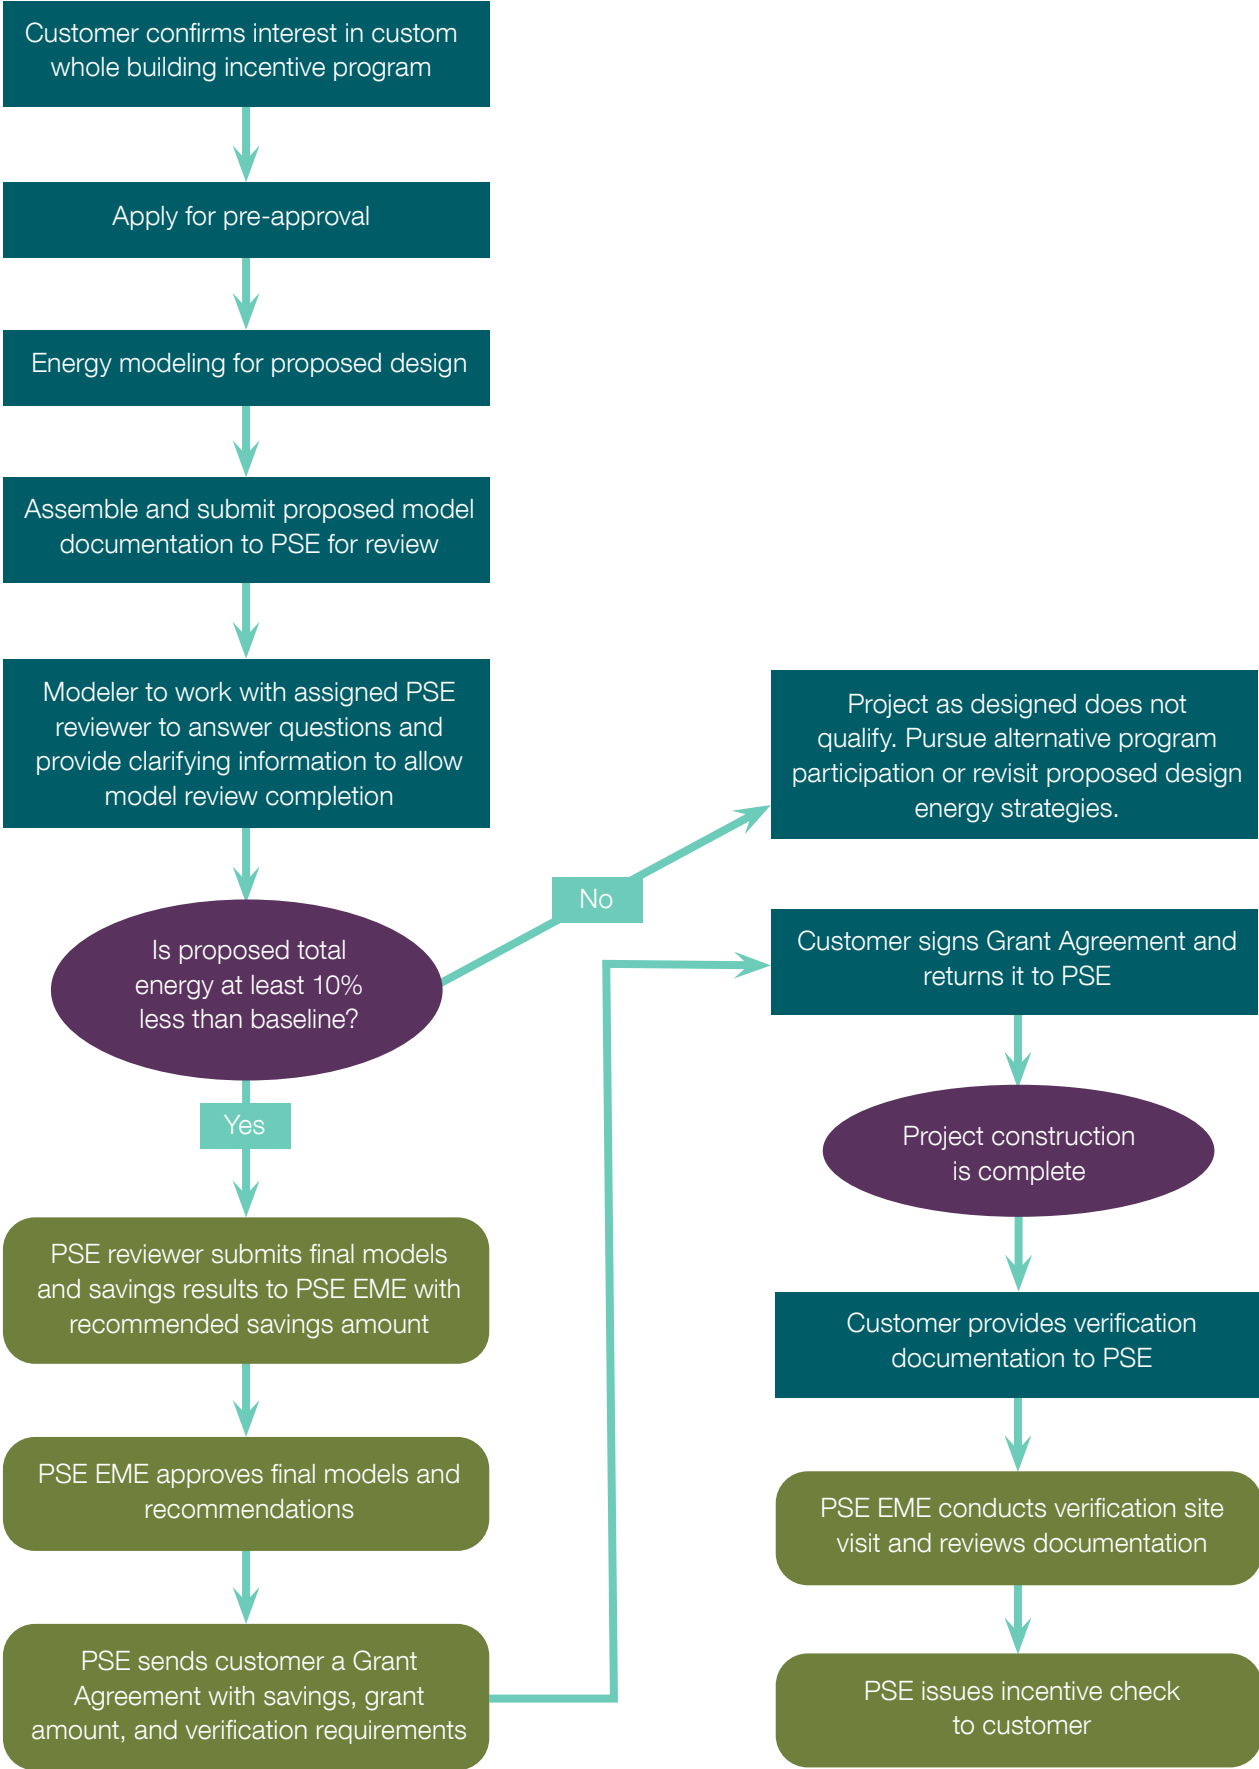 Customer confirms interest in custom
whole building incentive program
Apply for pre-approval
Energy modeling for proposed design
Assemble and submit proposed model
documentation to PSE for review
Modeler to work with assigned PSE
reviewer to answer questions and
provide clarifying information to allow
model review completion
Is proposed total
energy at least 10%
less than baseline?
No
Project as designed does not
qualify. Pursue alternative program
participation or revisit proposed design
energy strategies.
Yes
PSE reviewer submits final models
and savings results to PSE EME with
recommended savings amount
PSE EME approves final models and
recommendations
PSE sends customer a Grant
Agreement with savings, grant
amount, and verification requirements
Customer signs Grant Agreement and
returns it to PSE
Project construction
is complete
Customer provides verification
documentation to PSE
PSE EME conducts verification site
visit and reviews documentation
PSE issues incentive check
to customer